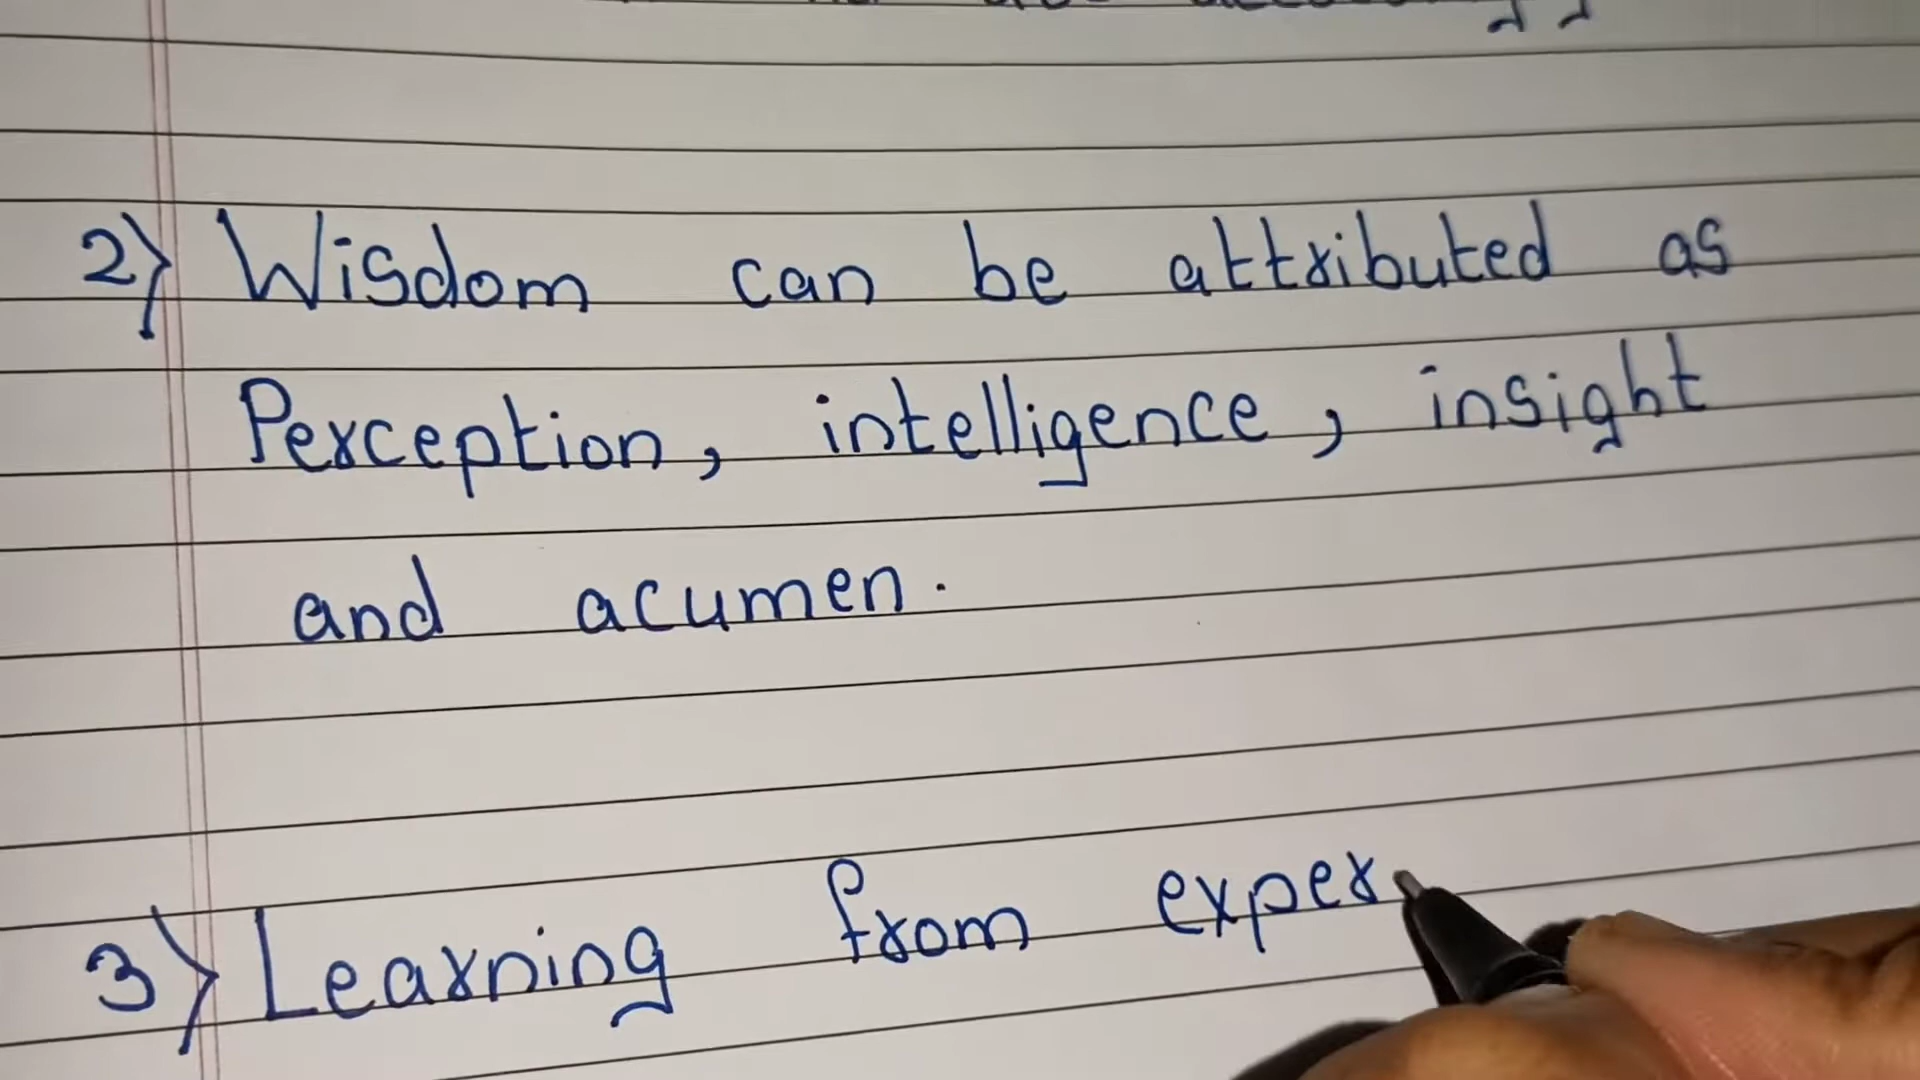 2) Wisdom can be attributed as
Perception, intelligence, insight
and acumen.
3) Learning from exper